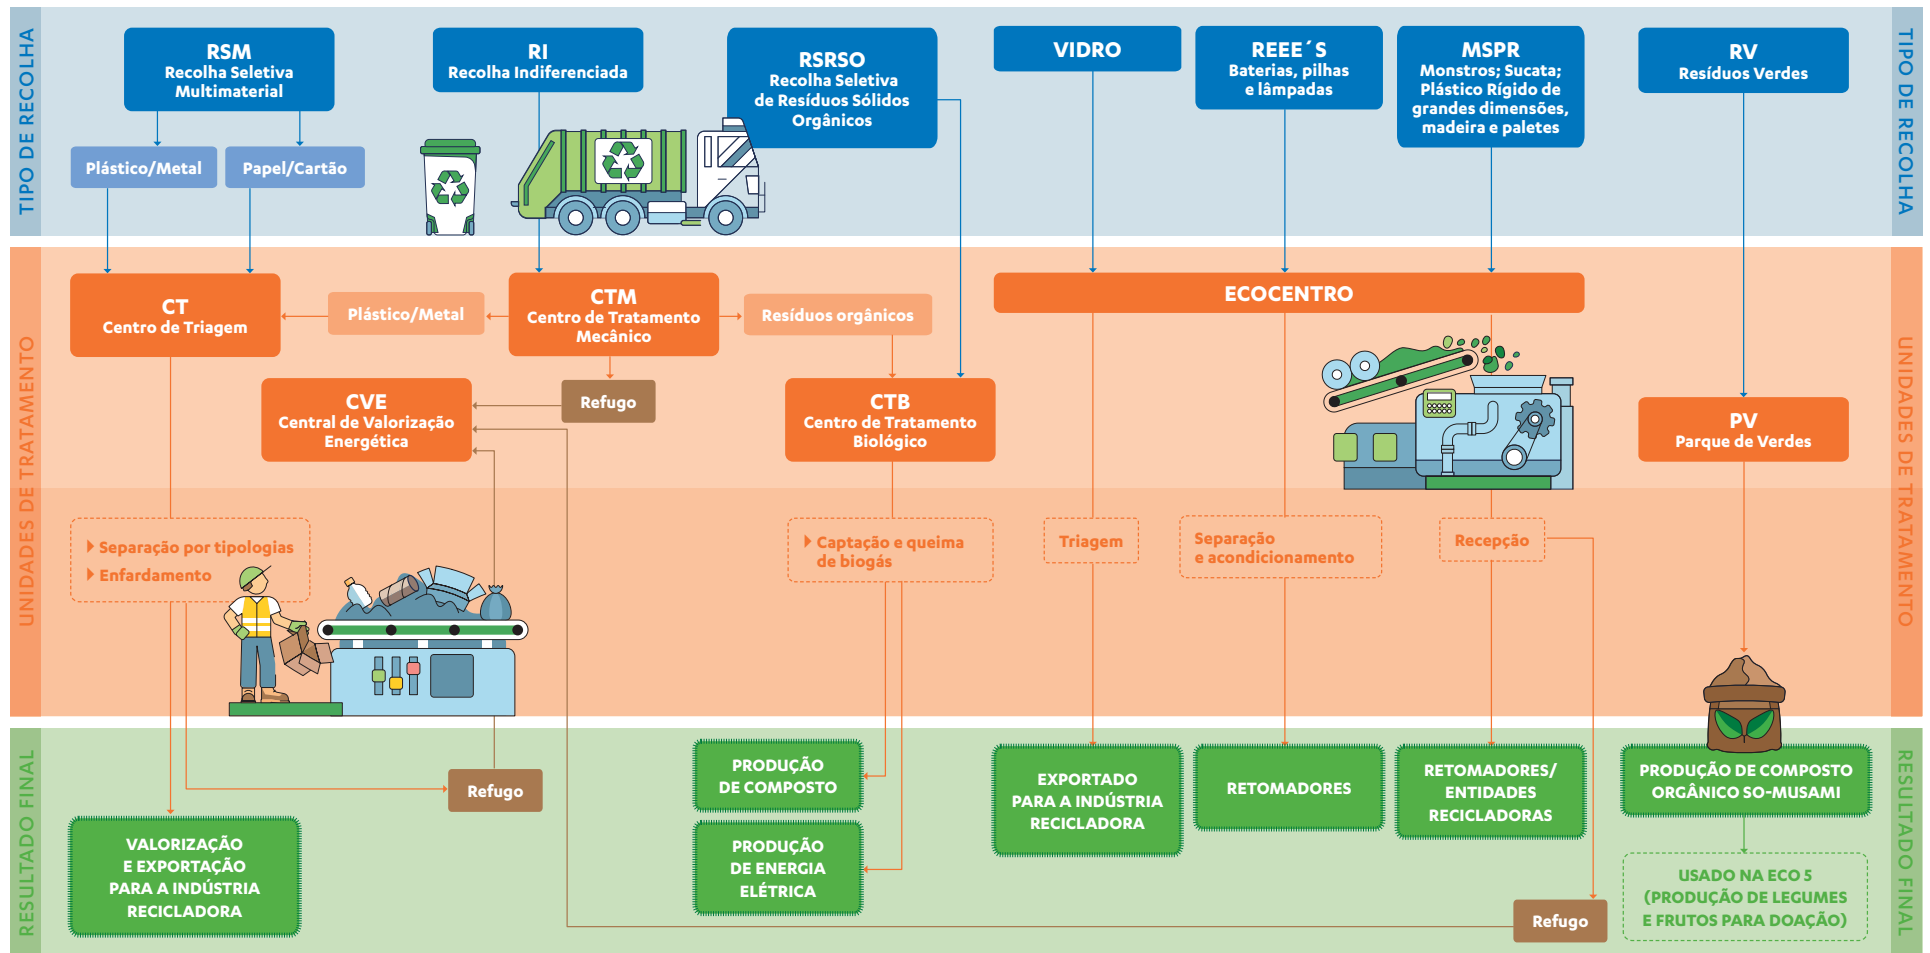 TIPO DE RECOLHA
RSM
Recolha Seletiva
Multimaterial
RI
Recolha Indiferenciada
RSRSO
Recolha Seletiva
de Resíduos Sólidos
Orgânicos
VIDRO
REEE´S
Baterias, pilhas
e lâmpadas
MSPR
Monstros; Sucata;
Plástico Rígido de
grandes dimensões,
madeira e paletes
RV
Resíduos Verdes
TIPO DE RECOLHA
Plástico/Metal
Papel/Cartão
UNIDADES DE TRATAMENTO
CT
Centro de Triagem
Plástico/Metal
CTM
Centro de Tratamento
Mecânico
Resíduos orgânicos
ECOCENTRO
UNIDADES DE TRATAMENTO
CVE
Central de Valorização
Energética
Refugo
CTB
Centro de Tratamento
Biológico
PV
Parque de Verdes
Separação por tipologias
Enfardamento
Captação e queima
de biogás
Triagem
Separação
e acondicionamento
Recepção
RESULTADO FINAL
VALORIZAÇÃO
E EXPORTAÇÃO
PARA A INDÚSTRIA
RECICLADORA
Refugo
PRODUÇÃO
DE COMPOSTO
PRODUÇÃO
DE ENERGIA
ELÉTRICA
EXPORTADO
PARA A INDÚSTRIA
RECICLADORA
RETOMADORES
RETOMADORES/
ENTIDADES
RECICLADORAS
Refugo
PRODUÇÃO DE COMPOSTO
ORGÂNICO SO-MUSAMI
USADO NA ECO 5
(PRODUÇÃO DE LEGUMES
E FRUTOS PARA DOAÇÃO)
RESULTADO FINAL